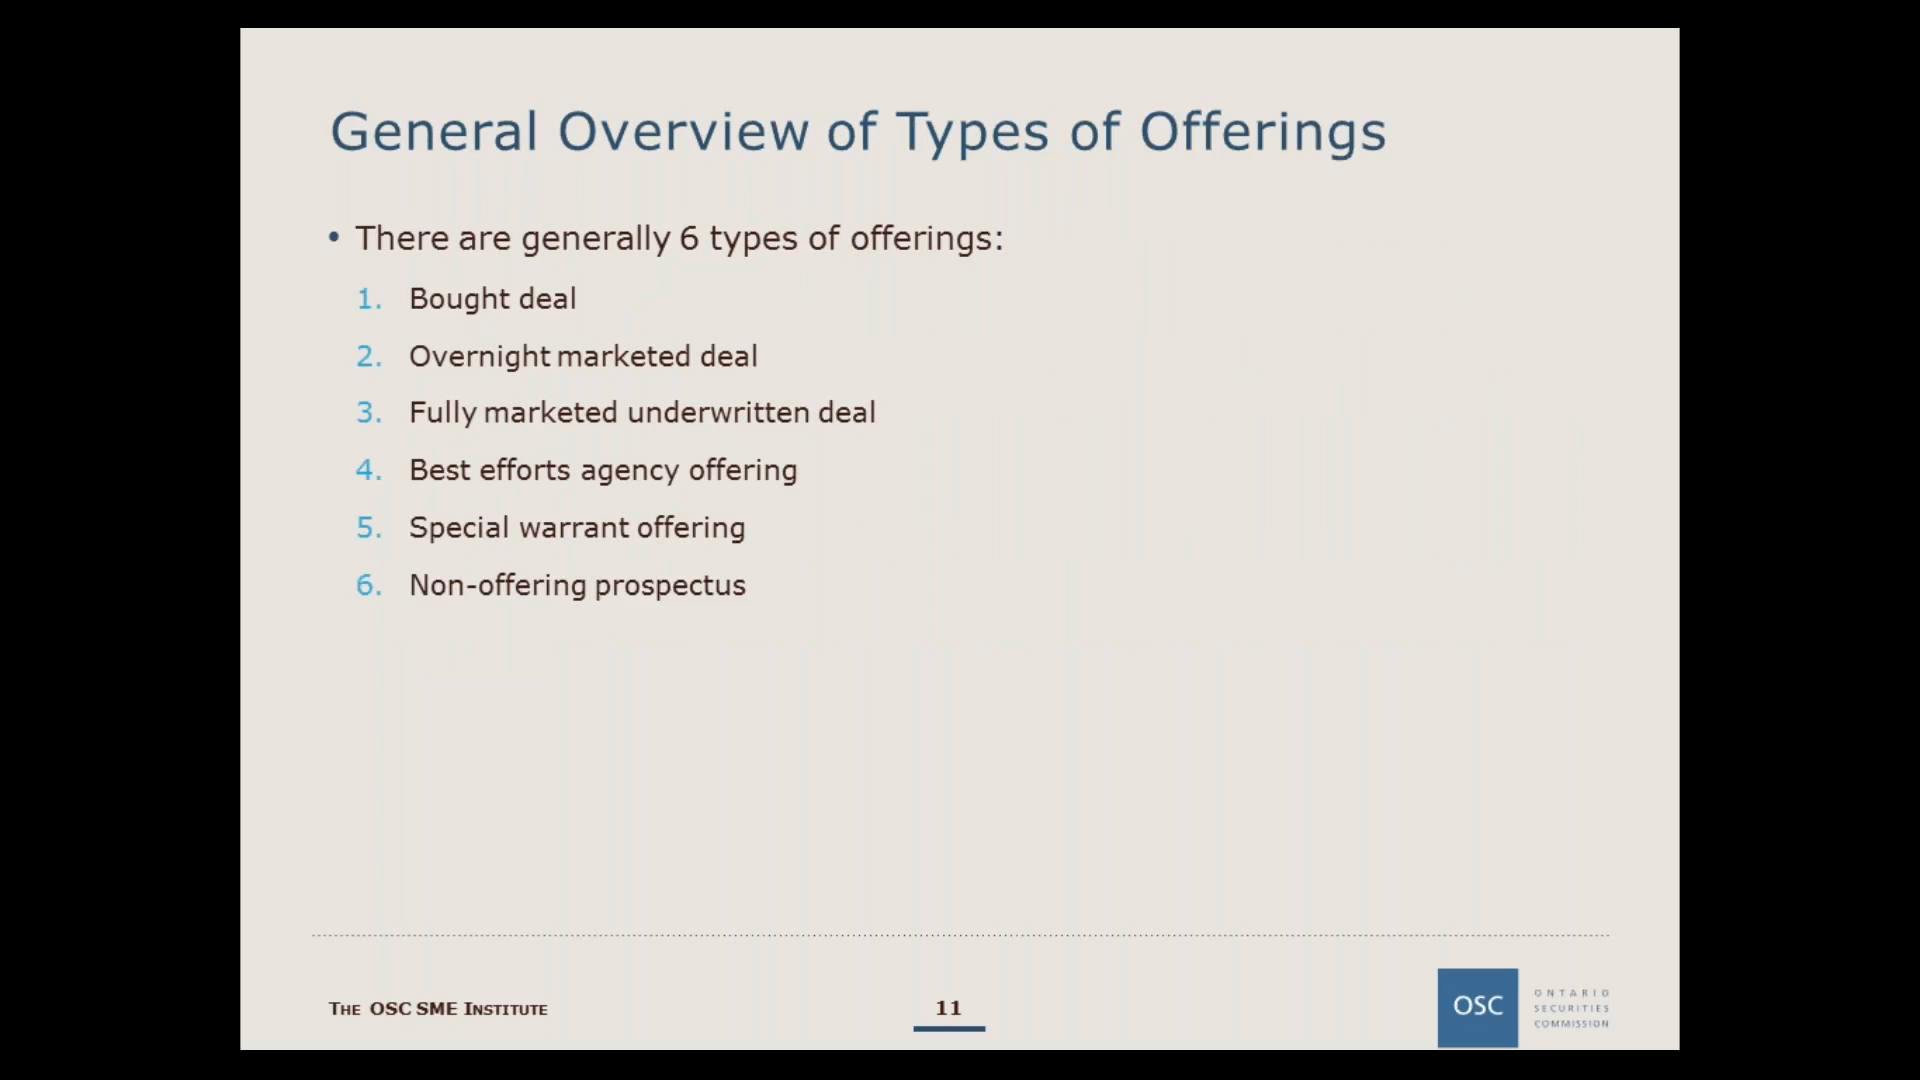 General Overview of Types of Offerings
• There are generally 6 types of offerings:
1. Bought deal
2. Overnight marketed deal
3. Fully marketed underwritten deal
4. Best efforts agency offering
5. Special warrant offering
6. Non-offering prospectus
THE OSC SME INSTITUTE
11
OSC
ONTARIO
SECURITIES
COMMISSION